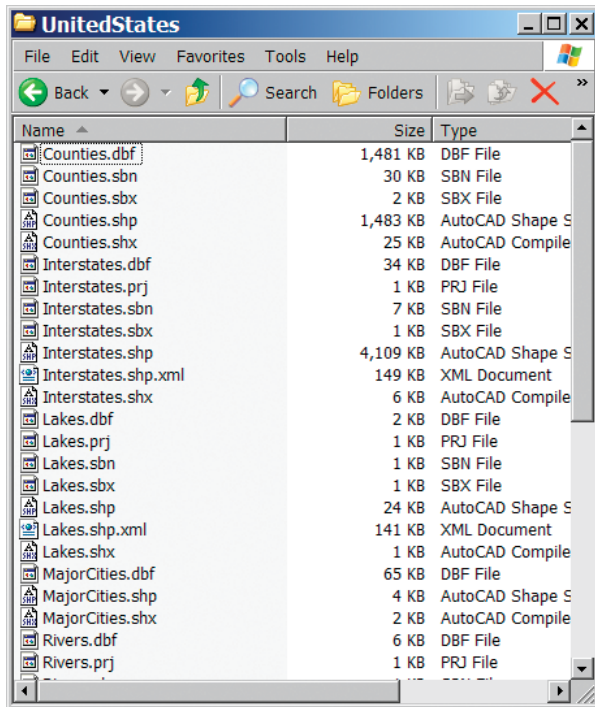 UnitedStates
File Edit View Favorites Tools Help
Back Search Folders »
Name Size Type
Counties.dbf 1,481 KB DBF File
Counties.sbn 30 KB SBN File
Counties.sbx 2 KB SBX File
Counties.shp 1,483 KB AutoCAD Shape S
Counties.shx 25 KB AutoCAD Compile
Interstates.dbf 34 KB DBF File
Interstates.prj 1 KB PRJ File
Interstates.sbn 7 KB SBN File
Interstates.sbx 1 KB SBX File
Interstates.shp 4,109 KB AutoCAD Shape S
Interstates.shp.xml 149 KB XML Document
Interstates.shx 6 KB AutoCAD Compile
Lakes.dbf 2 KB DBF File
Lakes.prj 1 KB PRJ File
Lakes.sbn 1 KB SBN File
Lakes.sbx 1 KB SBX File
Lakes.shp 24 KB AutoCAD Shape S
Lakes.shp.xml 141 KB XML Document
Lakes.shx 1 KB AutoCAD Compile
MajorCities.dbf 65 KB DBF File
MajorCities.shp 4 KB AutoCAD Shape S
MajorCities.shx 2 KB AutoCAD Compile
Rivers.dbf 6 KB DBF File
Rivers.prj 1 KB PRJ File